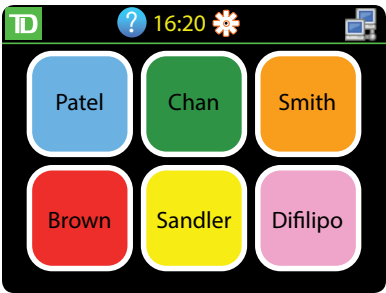 TD ? 16:20
Patel Chan Smith
Brown Sandler Difilipo